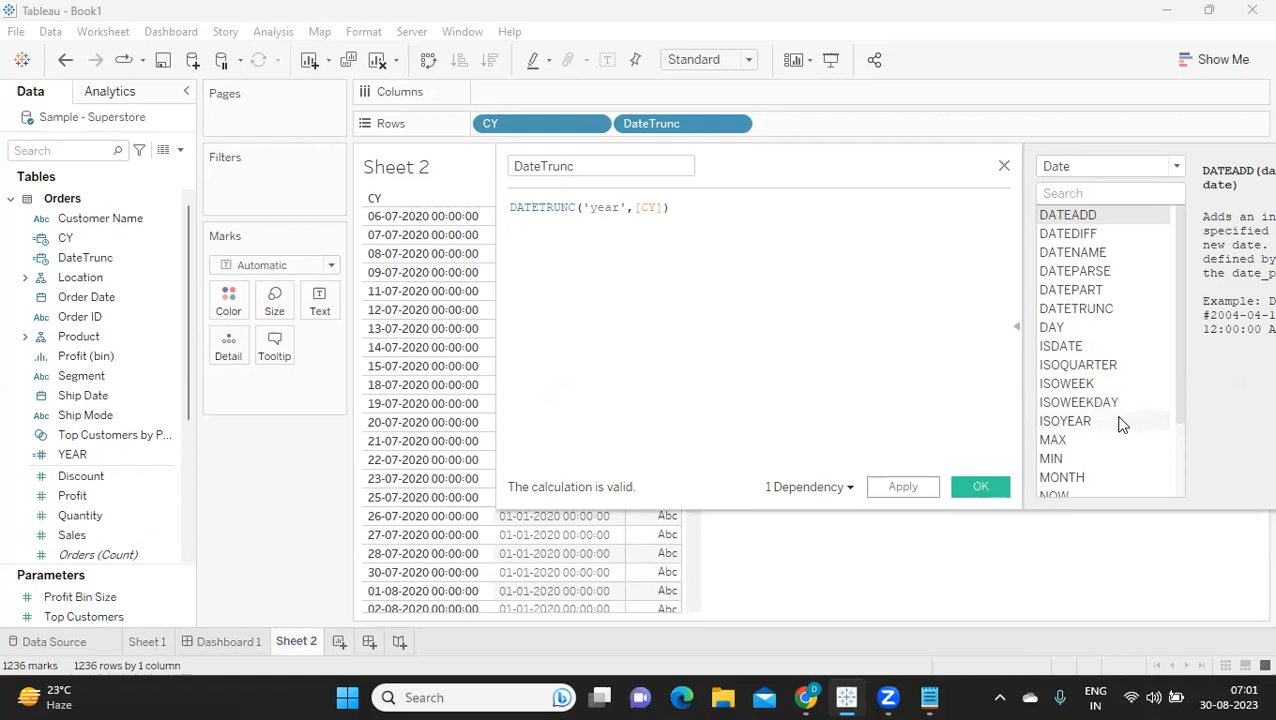 Tableau - Book1
File Data Worksheet Dashboard Story Analysis Map Format Server Window Help
Standard
Show Me
Data Analytics
Sample - Superstore
Search
Tables
Orders
Customer Name
CY
DateTrunc
Location
Order Date
Order ID
Product
Profit (bin)
Segment
Ship Date
Ship Mode
Top Customers by P...
YEAR
Discount
Profit
Quantity
Sales
Orders (Count)
Parameters
Profit Bin Size
Top Customers
Pages
Filters
Marks
Automatic
Color Size Text
Detail Tooltip
Columns
Rows CY DateTrunc
Sheet 2
CY
06-07-2020 00:00:00
07-07-2020 00:00:00
08-07-2020 00:00:00
09-07-2020 00:00:00
11-07-2020 00:00:00
12-07-2020 00:00:00
13-07-2020 00:00:00
14-07-2020 00:00:00
15-07-2020 00:00:00
18-07-2020 00:00:00
19-07-2020 00:00:00
20-07-2020 00:00:00
21-07-2020 00:00:00
22-07-2020 00:00:00
23-07-2020 00:00:00
25-07-2020 00:00:00
26-07-2020 00:00:00 01-01-2020 00:00:00 Abc
27-07-2020 00:00:00 01-01-2020 00:00:00 Abc
28-07-2020 00:00:00 01-01-2020 00:00:00 Abc
30-07-2020 00:00:00 01-01-2020 00:00:00 Abc
01-08-2020 00:00:00 01-01-2020 00:00:00 Abc
02-08-2020 00:00:00 01-01-2020 00:00:00 Abc
DateTrunc
DATETRUNC('year',[CY])
The calculation is valid.
1 Dependency Apply OK
Date
Search
DATEADD
DATEDIFF
DATENAME
DATEPARSE
DATEPART
DATETRUNC
DAY
ISDATE
ISOQUARTER
ISOWEEK
ISOWEEKDAY
ISOYEAR
MAX
MIN
MONTH
NOW
DATEADD(da
date)
Adds an in
specified
new date.
defined by
the date_p
Example: D
#2004-04-1
12:00:00 A
Data Source Sheet 1 Dashboard 1 Sheet 2
1236 marks 1236 rows by 1 column
23°C
Haze
Search
ENG
IN
07:01
30-08-2023